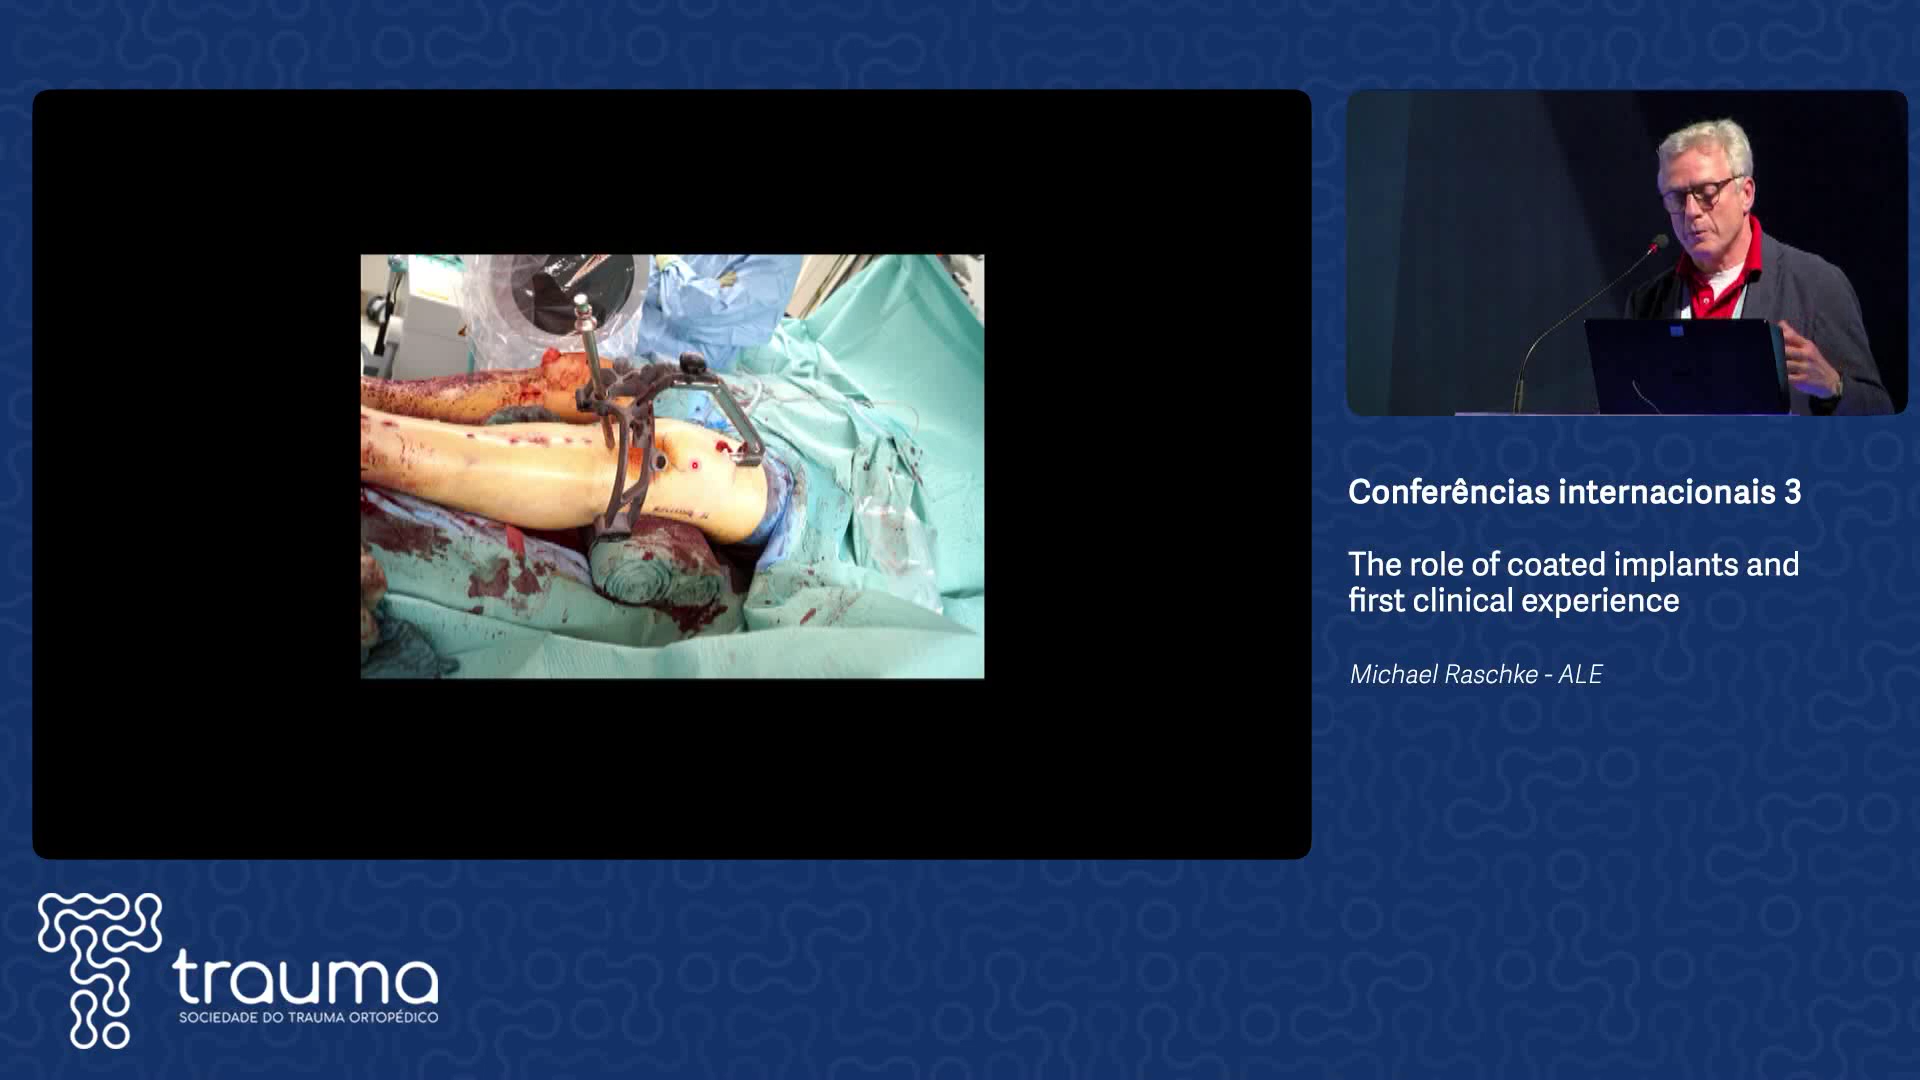 Conferências internacionais 3
The role of coated implants and
first clinical experience
Michael Raschke - ALE
trauma
SOCIEDADE DO TRAUMA ORTOPÉDICO